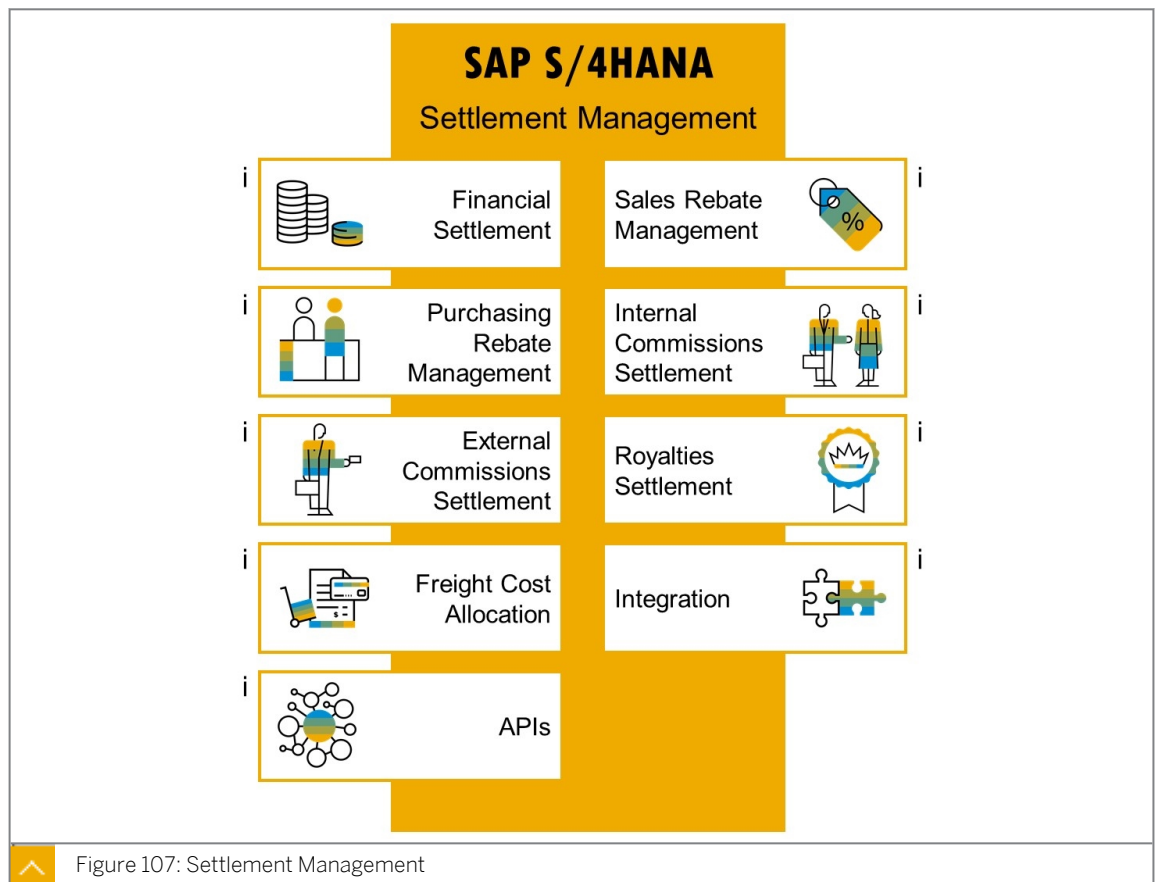 SAP S/4HANA
Settlement Management
i
Financial
Settlement
Sales Rebate
Management
%
i
i
Purchasing
Rebate
Management
Internal
Commissions
Settlement
i
i
External
Commissions
Settlement
Royalties
Settlement
i
i
$
Freight Cost
Allocation
Integration
i
i
APIs
Figure 107: Settlement Management